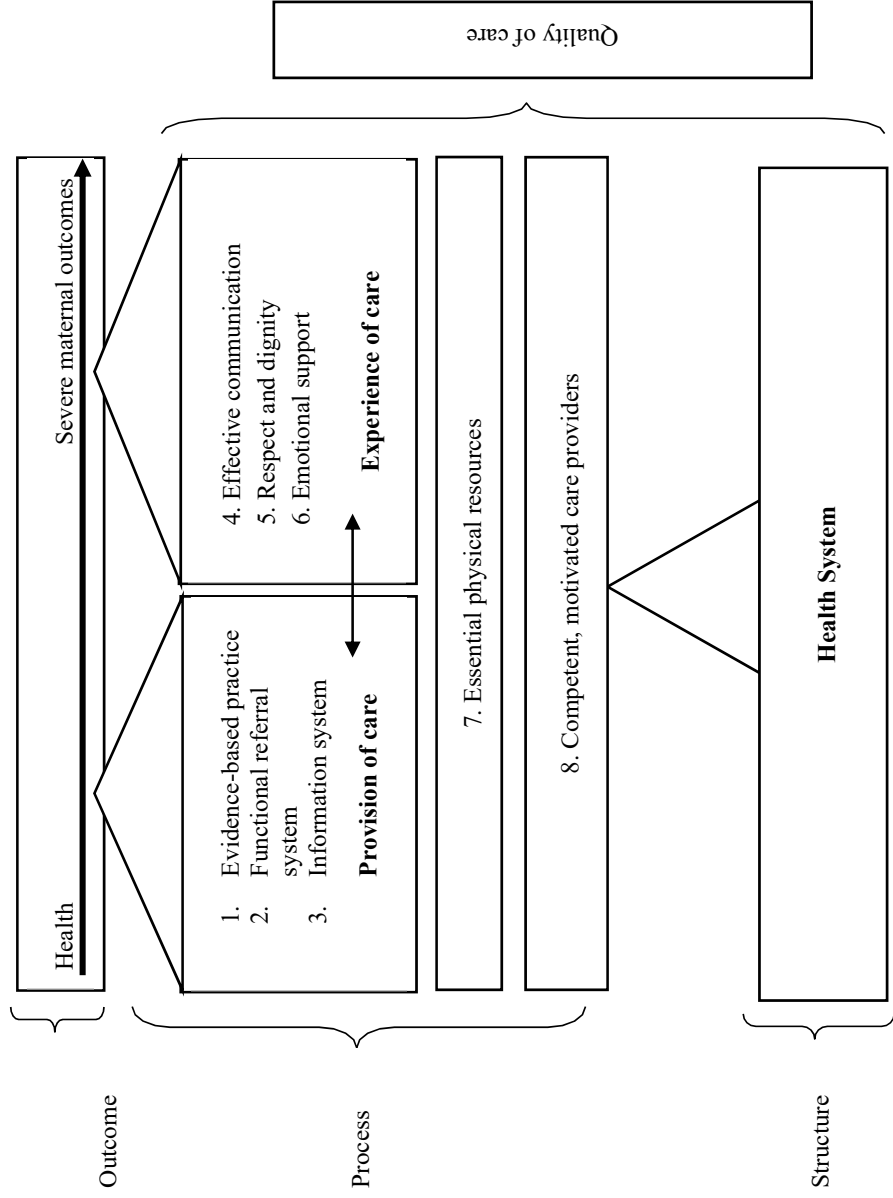 Outcome
Health
Severe maternal outcomes
Process
1. Evidence-based practice
2. Functional referral
system
3. Information system
Provision of care
4. Effective communication
5. Respect and dignity
6. Emotional support
Experience of care
7. Essential physical resources
8. Competent, motivated care providers
Structure
Health System
Quality of care